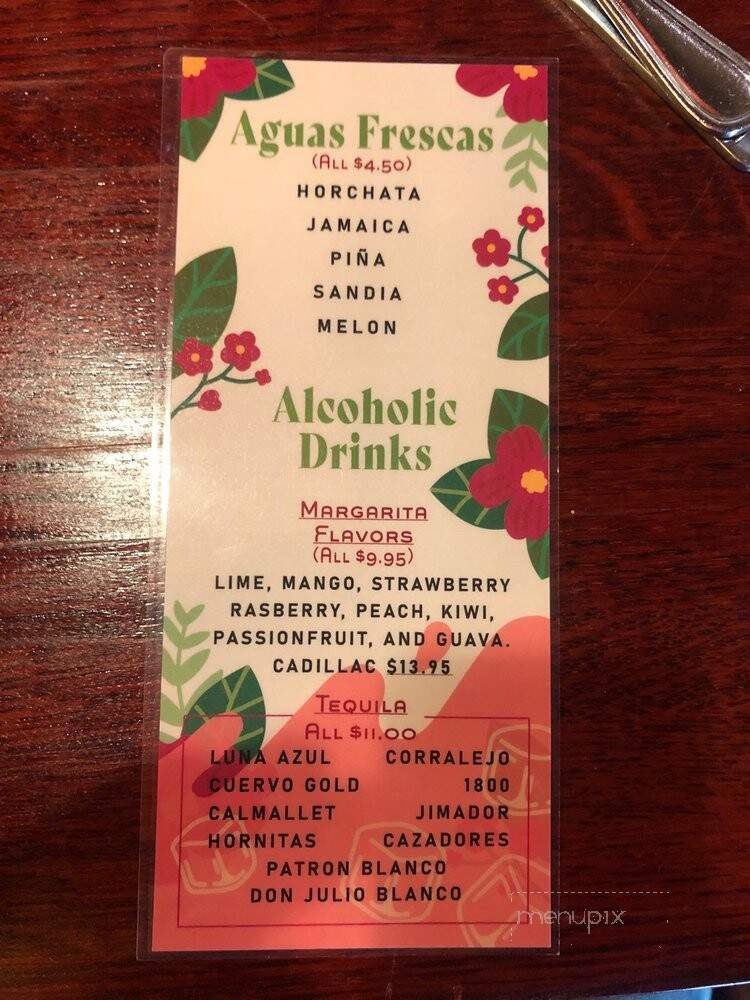 Aguas Frescas
(All $4.50)
HORCHATA
JAMAICA
PIÑA
SANDIA
MELON
Alcoholic
Drinks
Margarita
Flavors
(All $9.95)
LIME, MANGO, STRAWBERRY
RASBERRY, PEACH, KIWI,
PASSIONFRUIT, AND GUAVA.
CADILLAC $13.95
Tequila
All $11.00
LUNA AZUL CORRALEJO
CUERVO GOLD 1800
CALMALLET JIMADOR
HORNITAS CAZADORES
PATRON BLANCO
DON JULIO BLANCO
menupix